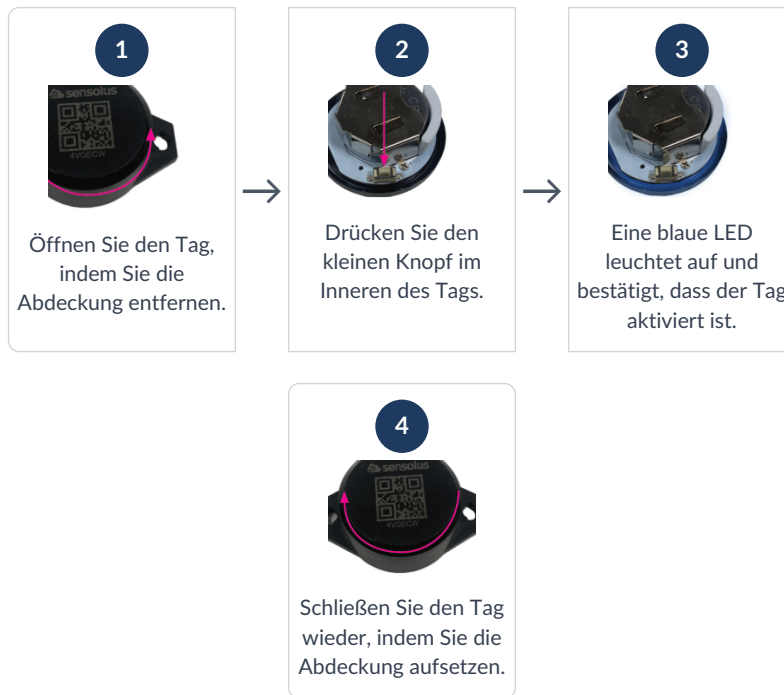 1
sensolus
4VGECW
Öffnen Sie den Tag,
indem Sie die
Abdeckung entfernen.
2
Drücken Sie den
kleinen Knopf im
Inneren des Tags.
3
Eine blaue LED
leuchtet auf und
bestätigt, dass der Tag
aktiviert ist.
4
sensolus
4VGECW
Schließen Sie den Tag
wieder, indem Sie die
Abdeckung aufsetzen.